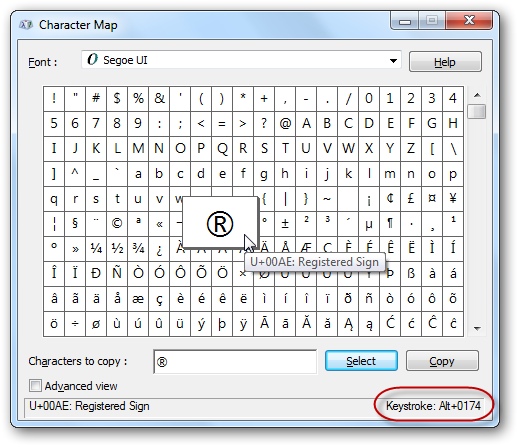 Character Map
Font : O Segoe UI Help
! " # $ % & ' ( ) * + , - . / 0 1 2 3 4
5 6 7 8 9 : ; < = > ? @ A B C D E F G H
I J K L M N O P Q R S T U V W X Y Z [ \
] ^ _ ` a b c d e f g h i j k l m n o p
q r s t u v w { | } ~ ¡ ¢ £ ¤ ¥
¦ § ¨ © ª « ¬ ® ° ± ² ³ ´ µ ¶ · ¸ ¹
º » ¼ ½ ¾ ¿ À Á Â Ã Ä Å Æ Ç È É Ê Ë Ì Í
U+00AE: Registered Sign
Î Ï Ð Ñ Ò Ó Ô Õ Ö × Ø Ù Ú Û Ü Ý Þ ß à á
â ã ä å æ ç è é ê ë ì í î ï ð ñ ò ó ô õ
ö ÷ ø ù ú û ü ý þ ÿ Ā ā Ă ă Ą ą Ć ć Ĉ ĉ
Characters to copy : ® Select Copy
Advanced view
U+00AE: Registered Sign Keystroke: Alt+0174